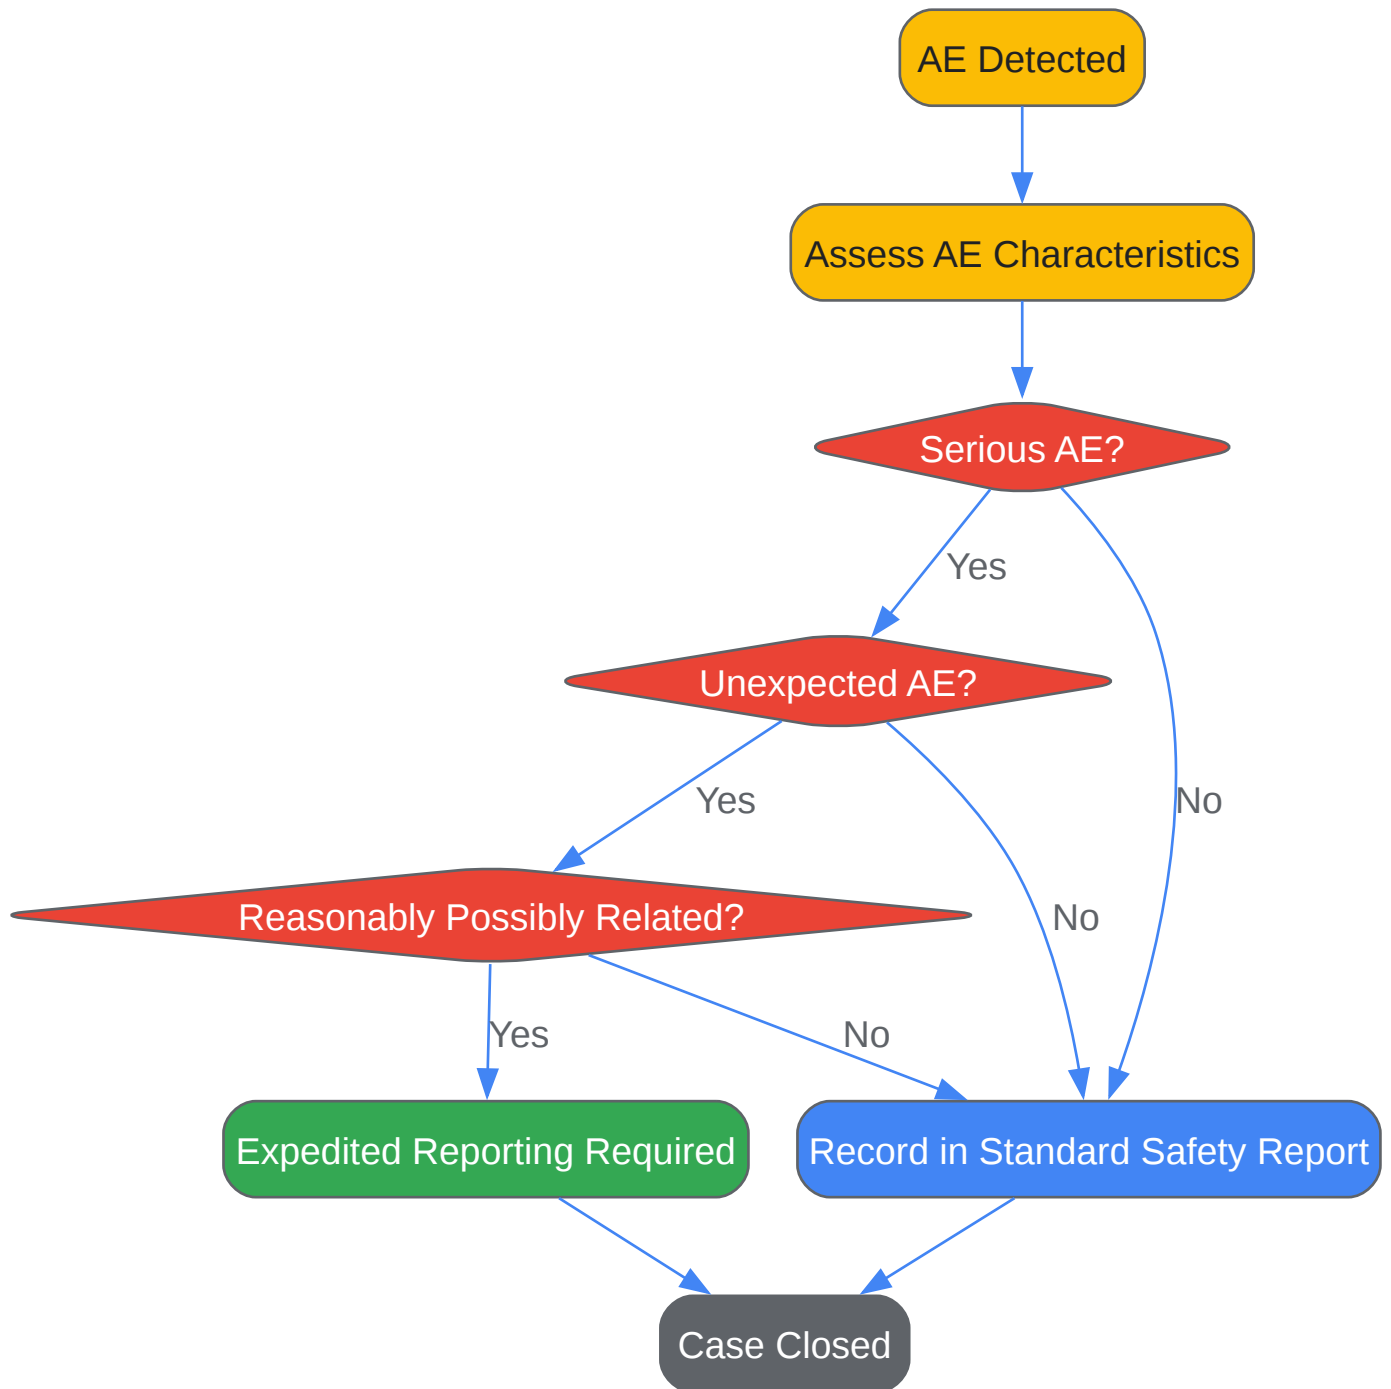 AE Detected
Assess AE Characteristics
Serious AE?
Yes
Unexpected AE?
Yes
No
Reasonably Possibly Related?
No
Yes
No
Expedited Reporting Required
Record in Standard Safety Report
Case Closed